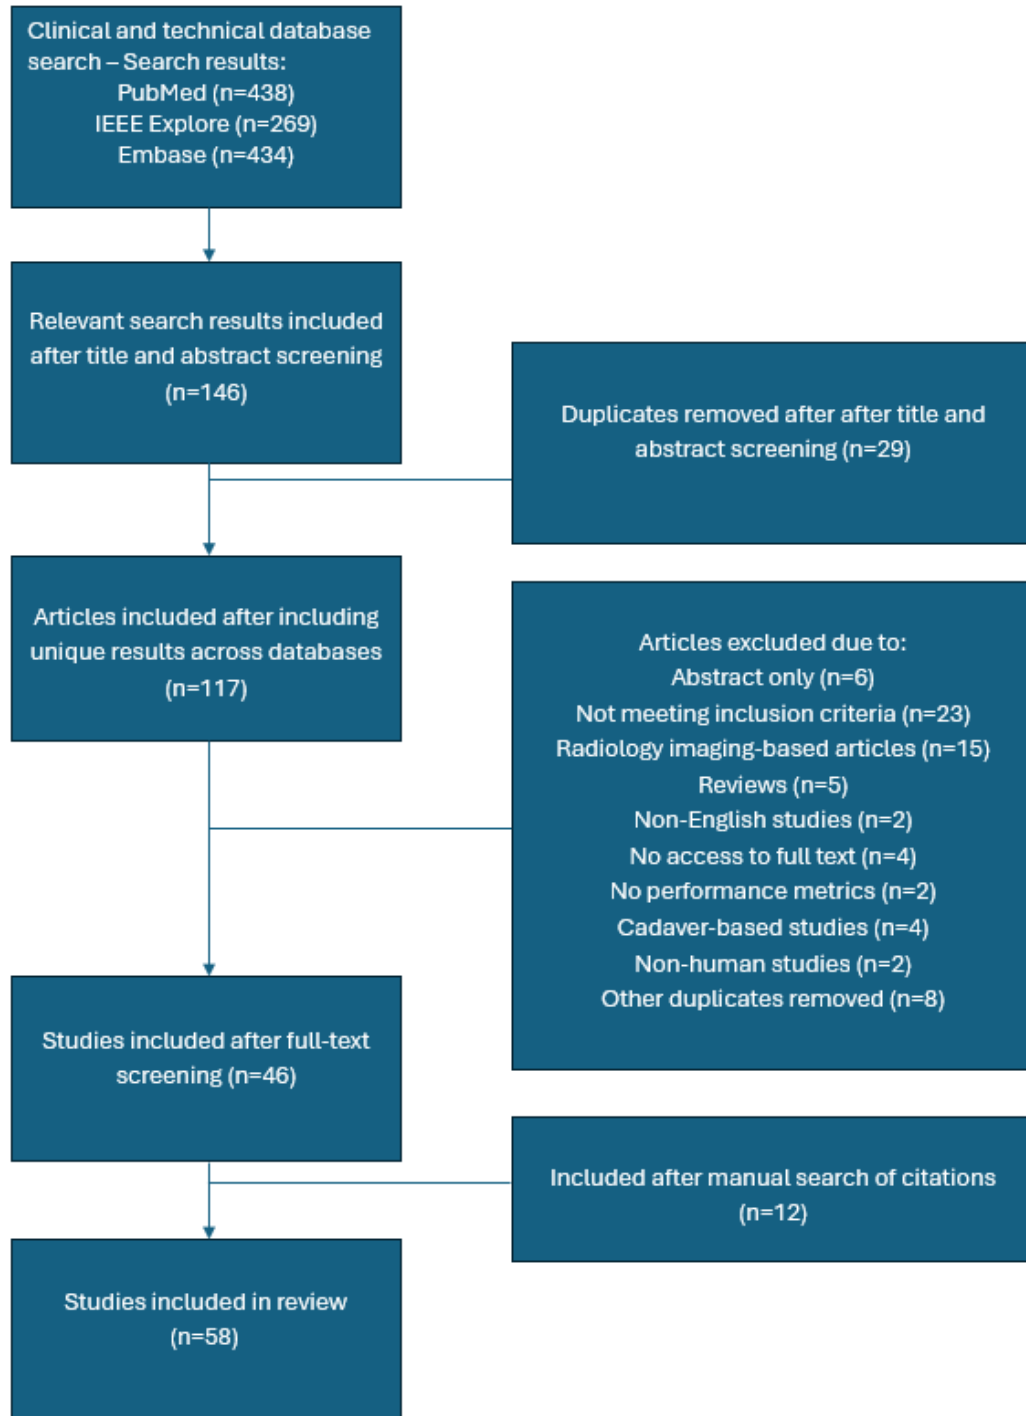 Clinical and technical database
search – Search results:
PubMed (n=438)
IEEE Explore (n=269)
Embase (n=434)
Relevant search results included
after title and abstract screening
(n=146)
Duplicates removed after after title and
abstract screening (n=29)
Articles included after including
unique results across databases
(n=117)
Articles excluded due to:
Abstract only (n=6)
Not meeting inclusion criteria (n=23)
Radiology imaging-based articles (n=15)
Reviews (n=5)
Non-English studies (n=2)
No access to full text (n=4)
No performance metrics (n=2)
Cadaver-based studies (n=4)
Non-human studies (n=2)
Other duplicates removed (n=8)
Studies included after full-text
screening (n=46)
Included after manual search of citations
(n=12)
Studies included in review
(n=58)